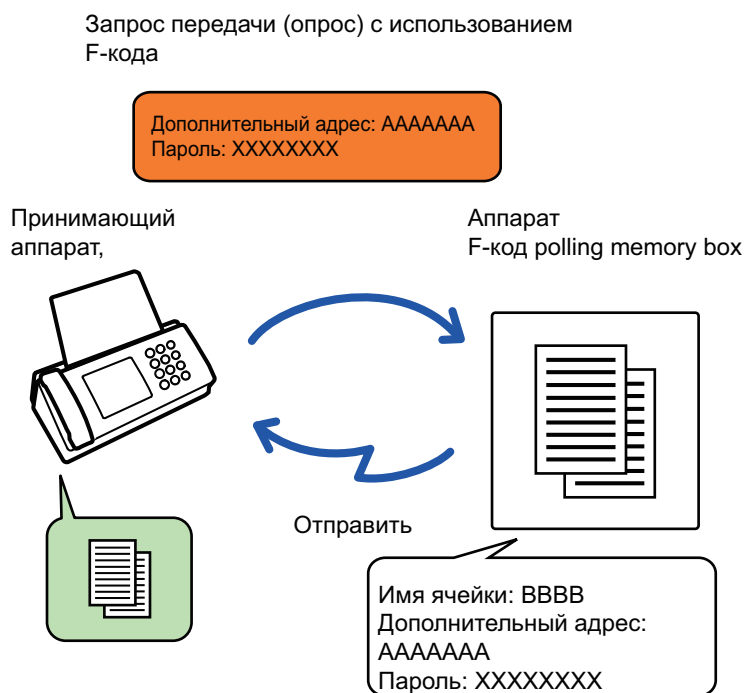 Запрос передачи (опрос) с использованием
F-кода
Дополнительный адрес: AAAAAAA
Пароль: XXXXXXXX
Принимающий
аппарат,
Аппарат
F-код polling memory box
Отправить
Имя ячейки: BBBB
Дополнительный адрес:
AAAAAAA
Пароль: XXXXXXXX